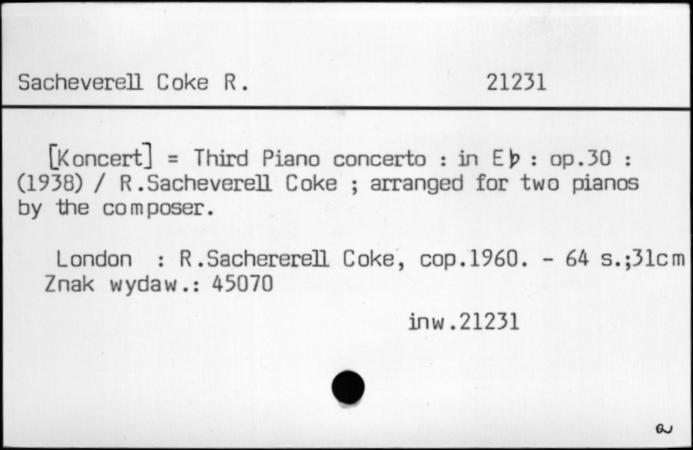 Sacheverell Coke R. 21231
[Koncert] = Third Piano concerto : in E♭ : op.30 :
(1938) / R.Sacheverell Coke ; arranged for two pianos
by the composer.
London : R.Sachererell Coke, cop.1960. - 64 s.;31cm
Znak wydaw.: 45070
inw.21231